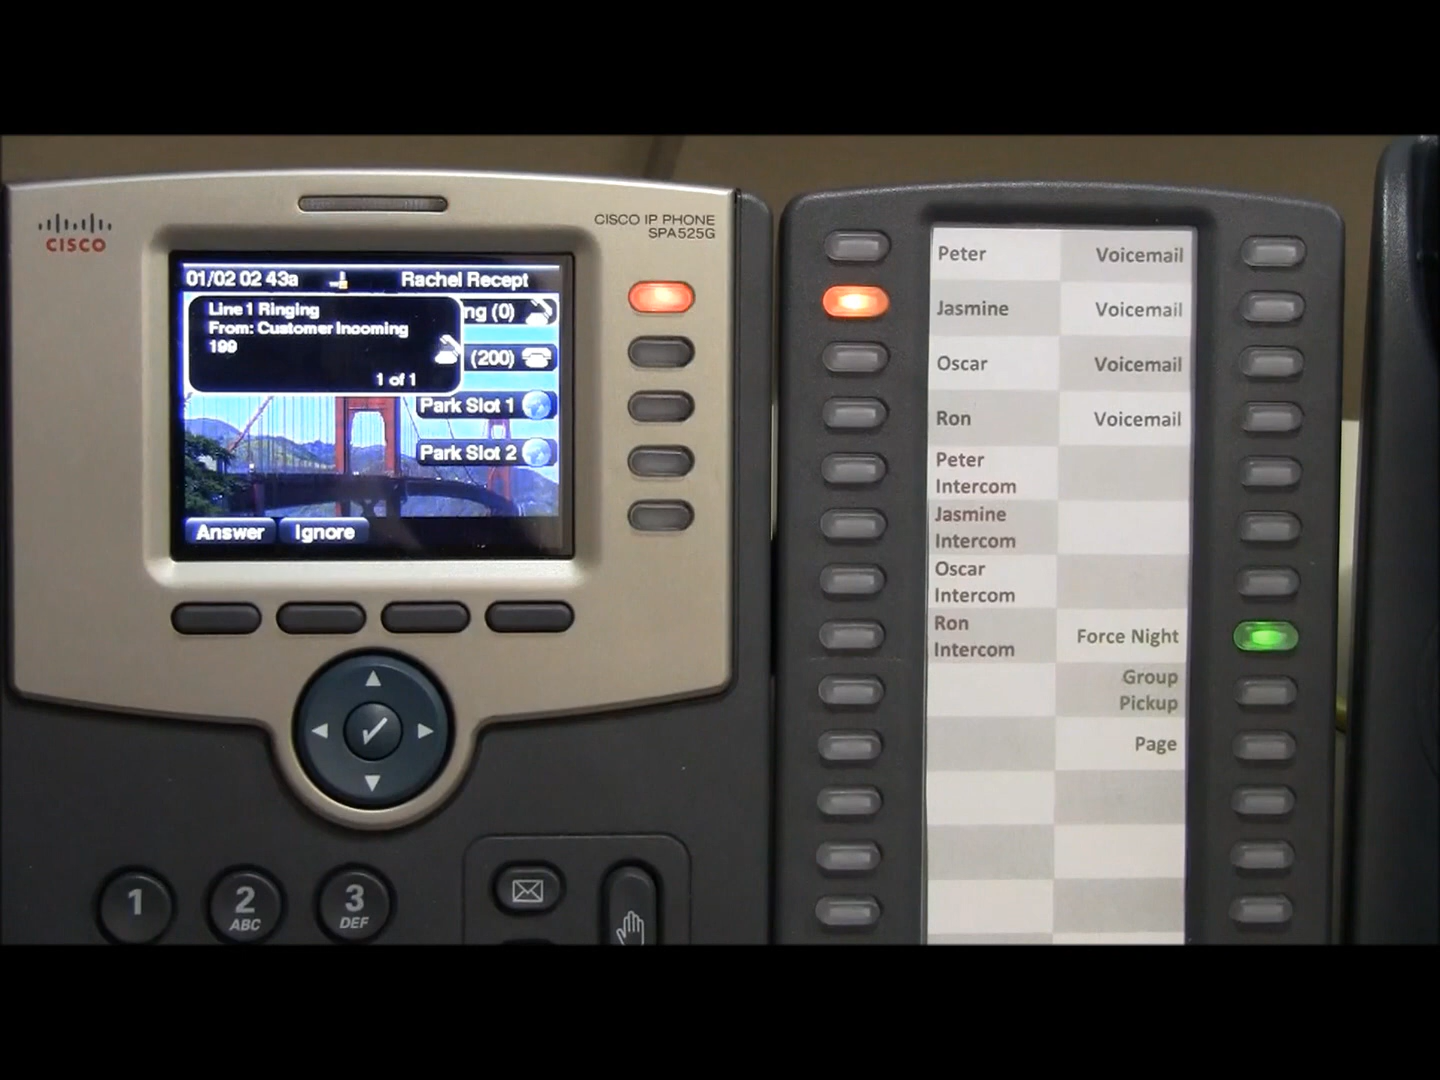 CISCO
CISCO IP PHONE
SPA525G
01/02 02 43a Rachel Recept
Line 1 Ringing
From: Customer Incoming
199
1 of 1
ng (0)
(200)
Park Slot 1
Park Slot 2
Answer Ignore
1
2 ABC
3 DEF
Peter Voicemail
Jasmine Voicemail
Oscar Voicemail
Ron Voicemail
Peter
Intercom
Jasmine
Intercom
Oscar
Intercom
Ron
Intercom
Force Night
Group
Pickup
Page